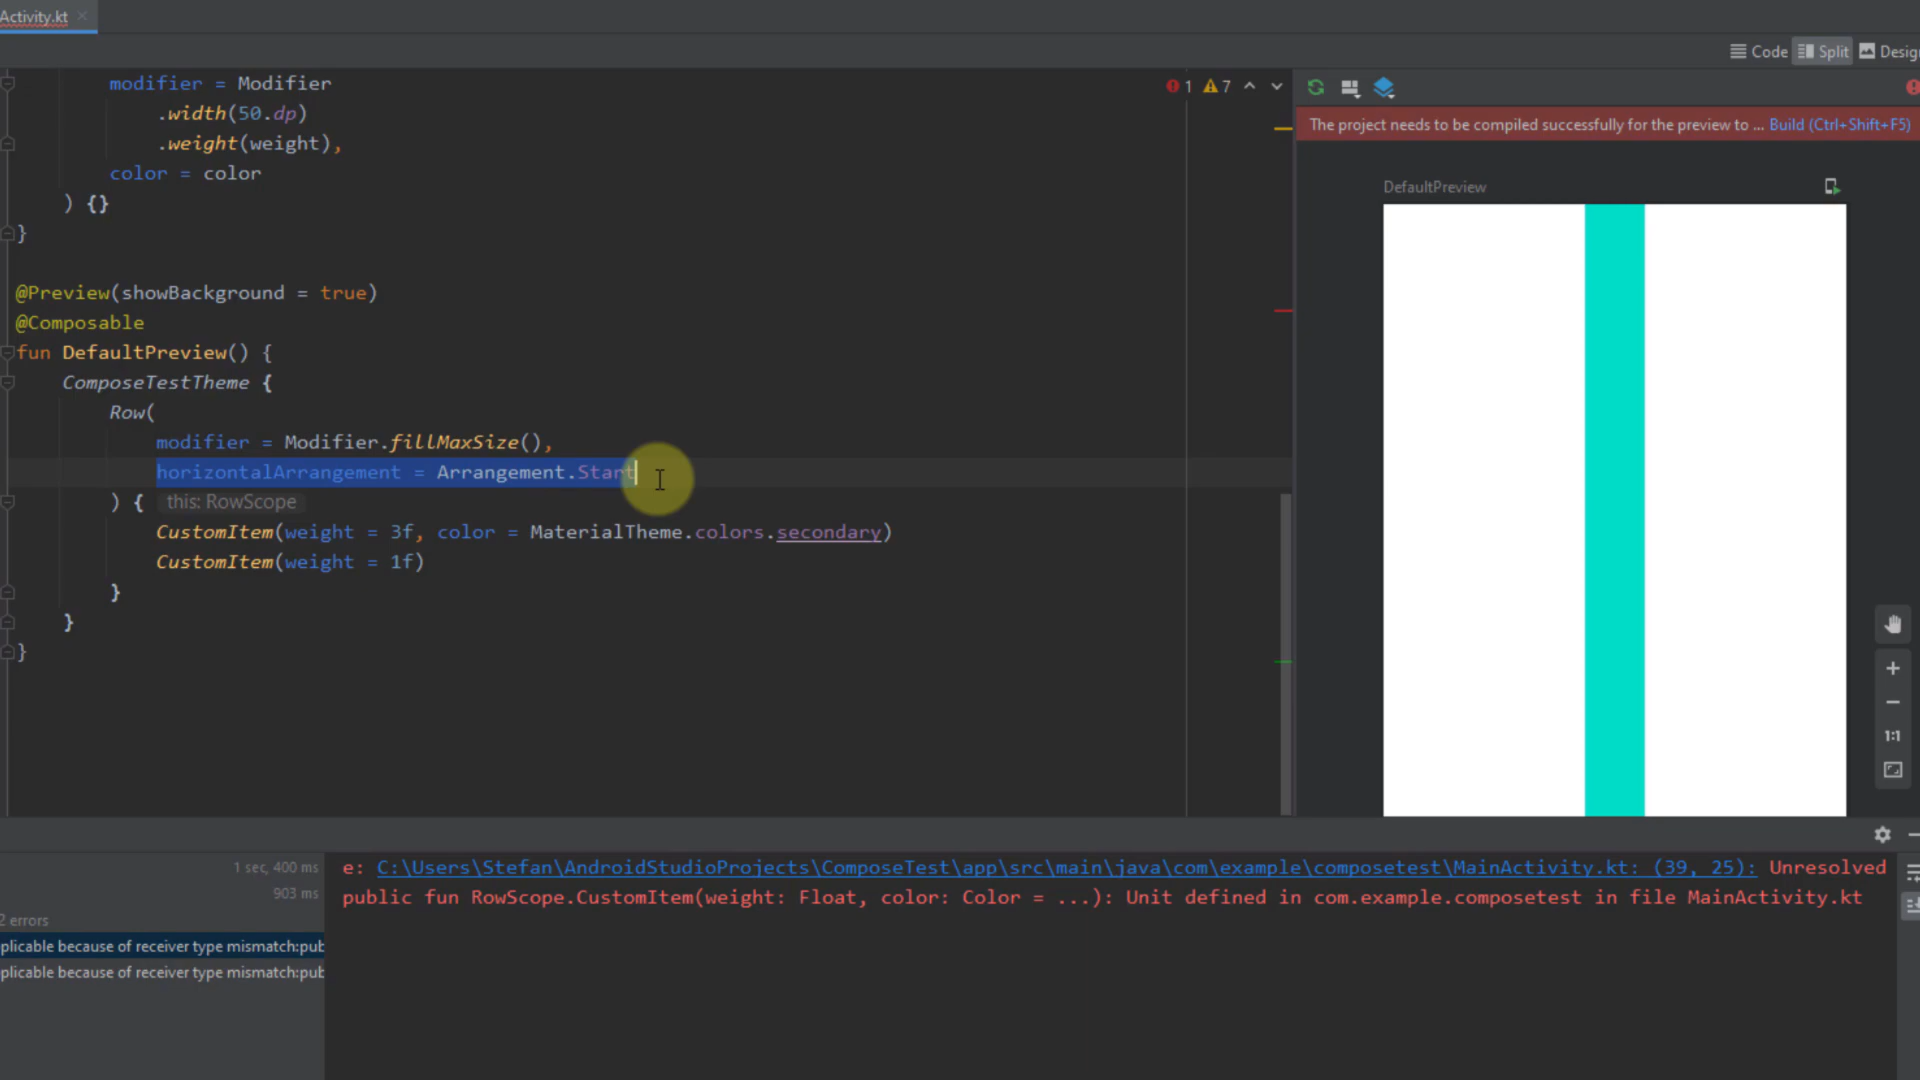 Activity.kt
Code Split Design
modifier = Modifier
.width(50.dp)
.weight(weight),
color = color
) {}
}
@Preview(showBackground = true)
@Composable
fun DefaultPreview() {
ComposeTestTheme {
Row(
modifier = Modifier.fillMaxSize(),
horizontalArrangement = Arrangement.Start
) { this: RowScope
CustomItem(weight = 3f, color = MaterialTheme.colors.secondary)
CustomItem(weight = 1f)
}
}
}
1 7
The project needs to be compiled successfully for the preview to ... Build (Ctrl+Shift+F5)
DefaultPreview
1:1
1 sec, 400 ms
903 ms
2 errors
plicable because of receiver type mismatch:pub
plicable because of receiver type mismatch:pub
e: C:\Users\Stefan\AndroidStudioProjects\ComposeTest\app\src\main\java\com\example\composetest\MainActivity.kt: (39, 25): Unresolved
public fun RowScope.CustomItem(weight: Float, color: Color = ...): Unit defined in com.example.composetest in file MainActivity.kt